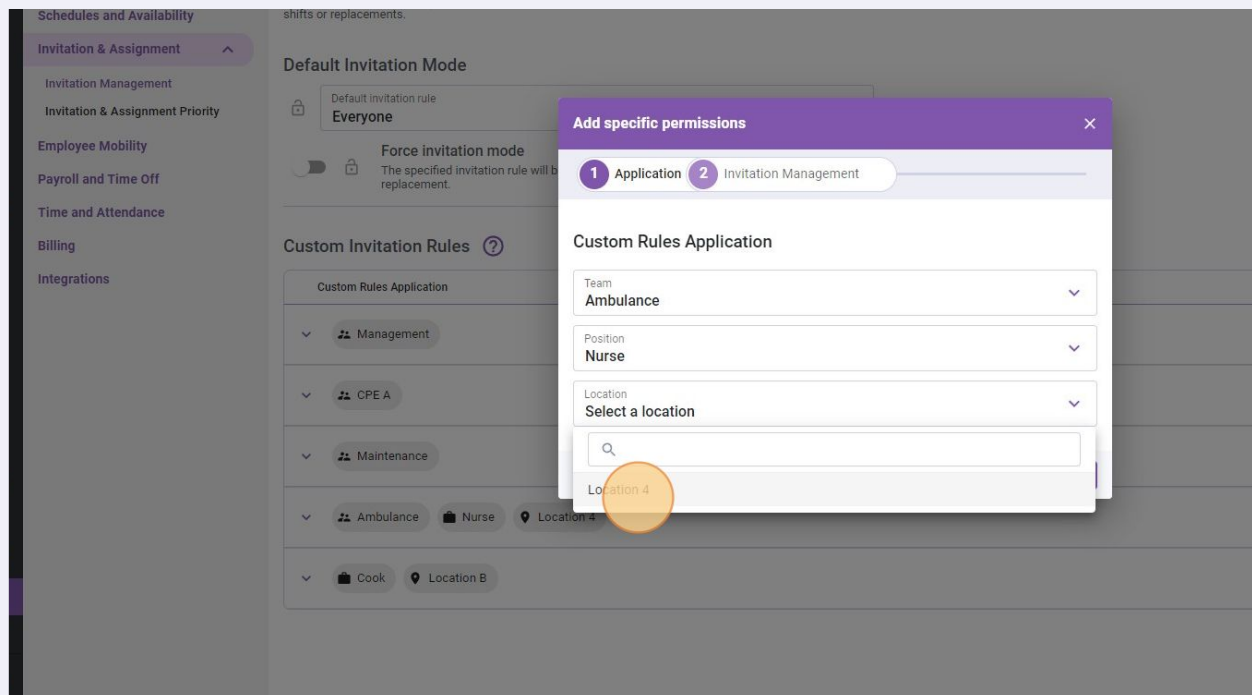 Schedules and Availability
Invitation & Assignment
Invitation Management
Invitation & Assignment Priority
Employee Mobility
Payroll and Time Off
Time and Attendance
Billing
Integrations
shifts or replacements.
Default Invitation Mode
Default invitation rule
Everyone
Force invitation mode
The specified invitation rule will b
replacement.
Custom Invitation Rules ?
Custom Rules Application
Management
CPE A
Maintenance
Ambulance Nurse Location 4
Cook Location B
Add specific permissions
1 Application 2 Invitation Management
Custom Rules Application
Team
Ambulance
Position
Nurse
Location
Select a location
Location 4